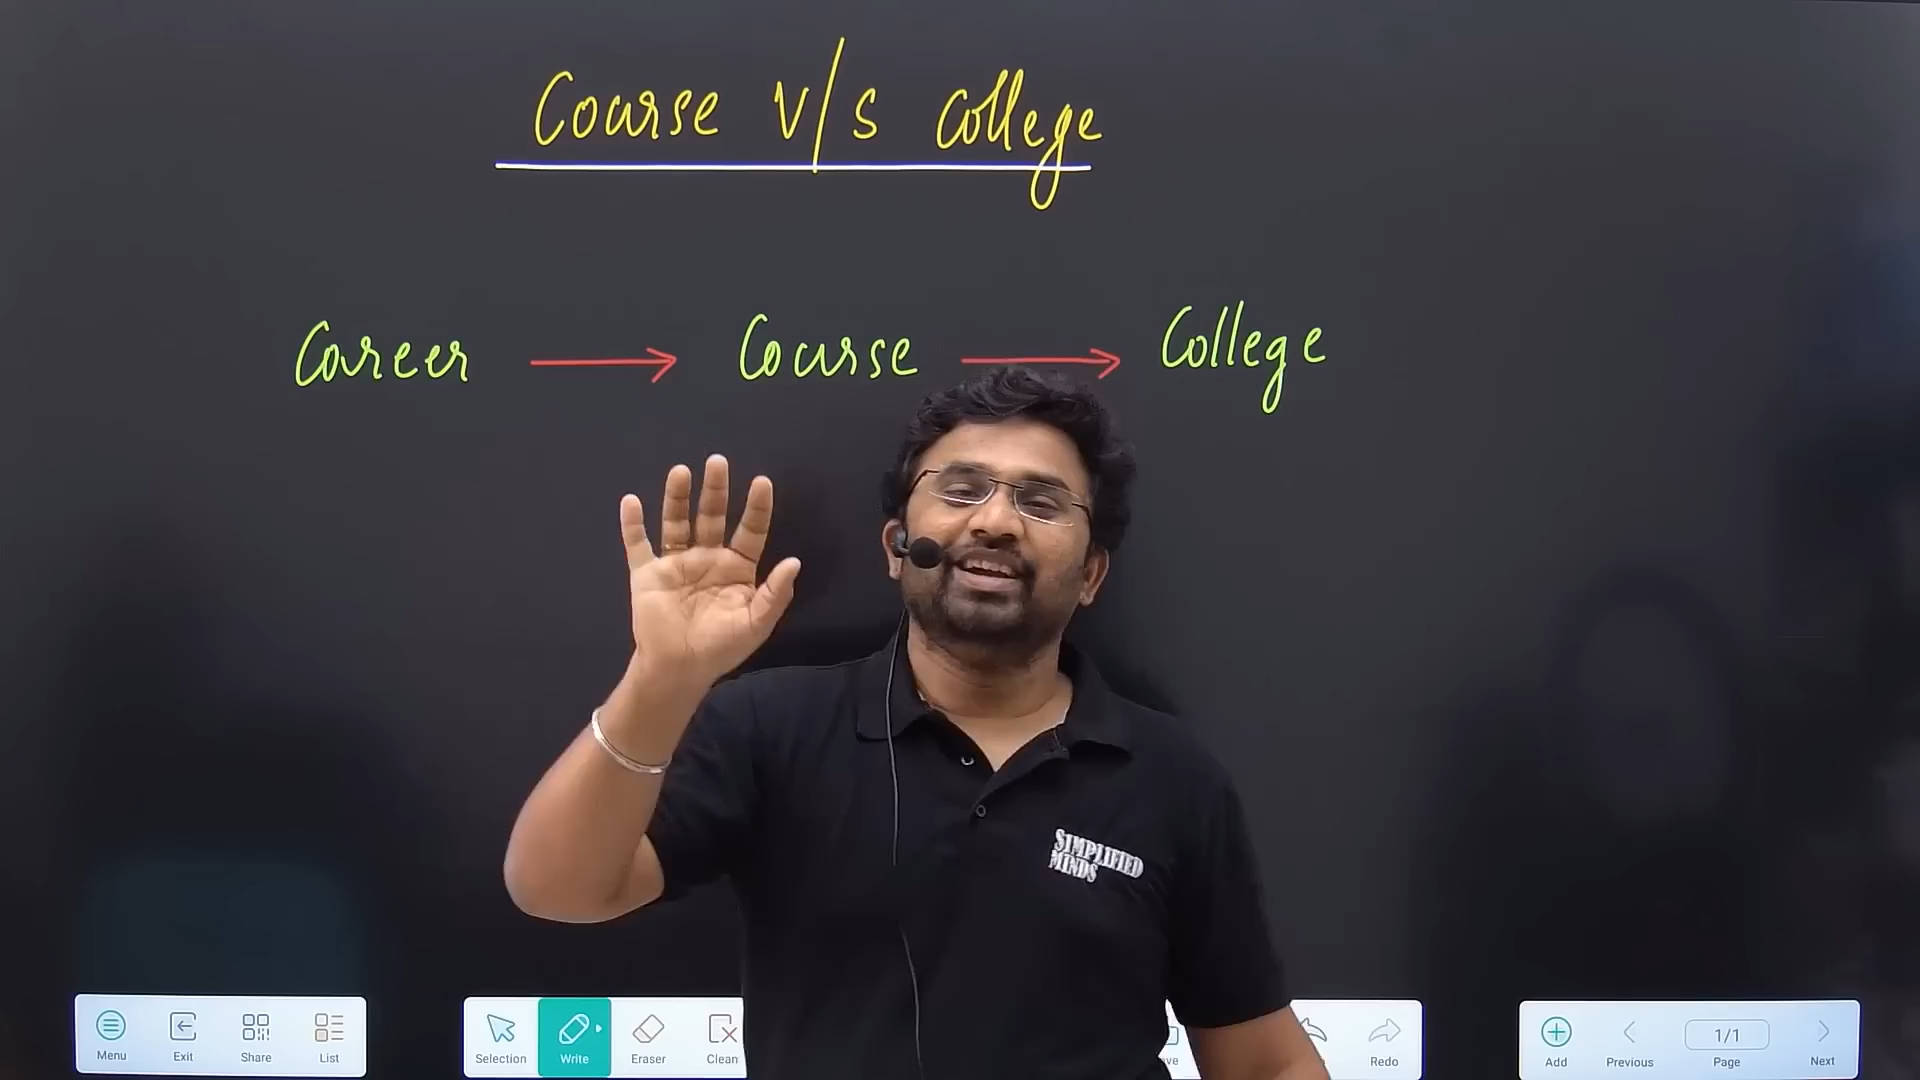 Course v/s College
Career → Course → College
SIMPLIFIED
MINDS
Menu Exit Share List
Selection Write Eraser Clean
Redo
Add Previous 1/1 Page Next